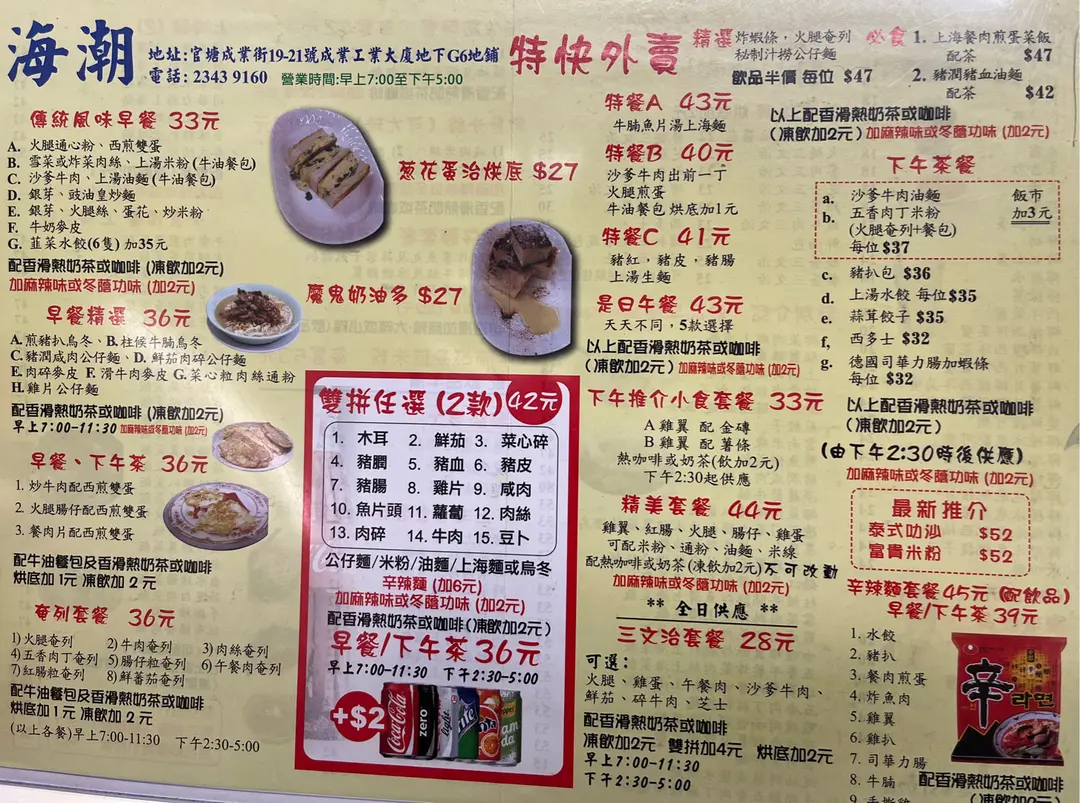 海潮
地址:官塘成業街19-21號成業工業大廈地下G6地鋪
電話: 2343 9160 營業時間:早上7:00至下午5:00
傳統風味早餐 33元
A. 火腿通心粉、西煎雙蛋
B. 雪菜或炸菜肉絲、上湯米粉(牛油餐包)
C. 沙爹牛肉、上湯油麵(牛油餐包)
D. 銀芽、豉油皇炒麵
E. 銀芽、火腿絲、蛋花、炒米粉
F. 牛奶麥皮
G. 韮菜水餃(6隻) 加35元
配香滑熱奶茶或咖啡 (凍飲加2元)
加麻辣味或冬蔭功味 (加2元)
早餐精選 36元
A.煎豬扒烏冬、B.柱候牛腩烏冬
C.豬潤咸肉公仔麵、D.鮮茄肉碎公仔麵
E.肉碎麥皮 F.滑牛肉麥皮 G.菜心粒肉絲通粉
H.雞片公仔麵
配香滑熱奶茶或咖啡 (凍飲加2元)
早上7:00-11:30 加麻辣味或冬蔭功味 (加2元)
早餐、下午茶 36元
1. 炒牛肉配西煎雙蛋
2. 火腿腸仔配西煎雙蛋
3. 餐肉片配西煎雙蛋
配牛油餐包及香滑熱奶茶或咖啡
烘底加 1元 凍飲加 2 元
奄列套餐 36元
1)火腿奄列 2)牛肉奄列 3)肉絲奄列
4)五香肉丁奄列 5)腸仔粒奄列 6)午餐肉奄列
7)紅腸粒奄列 8)鮮蕃茄奄列
配牛油餐包及香滑熱奶茶或咖啡
烘底加 1 元 凍飲加 2 元
(以上各餐)早上7:00-11:30 下午2:30-5:00
葱花蛋治烘底 $27
魔鬼奶油多 $27
雙拼任選 (2款) 42元
1. 木耳 2. 鮮茄 3. 菜心碎
4. 豬膶 5. 豬血 6. 豬皮
7. 豬腸 8. 雞片 9. 咸肉
10. 魚片頭 11. 蘿蔔 12. 肉絲
13. 肉碎 14. 牛肉 15. 豆卜
公仔麵/米粉/油麵/上海麵或烏冬
辛辣麵 (加6元)
加麻辣味或冬蔭功味 (加2元)
配香滑熱奶茶或咖啡(凍飲加2元)
早餐/下午茶 36元
早上7:00-11:30 下午2:30-5:00
+$2
Coca-Cola
zero
特快外賣
精選 炸蝦條，火腿奄列
秘制汁撈公仔麵
飲品半價 每位 $47
必食 1. 上海餐肉煎蛋菜飯
配茶 $47
2. 豬潤豬血油麵
配茶 $42
以上配香滑熱奶茶或咖啡
(凍飲加2元) 加麻辣味或冬蔭功味 (加2元)
特餐A 43元
牛腩魚片湯上海麵
特餐B 40元
沙爹牛肉出前一丁
火腿煎蛋
牛油餐包 烘底加1元
特餐C 41元
豬紅，豬皮，豬腸
上湯生麵
是日午餐 43元
天天不同，5款選擇
以上配香滑熱奶茶或咖啡
(凍飲加2元) 加麻辣味或冬蔭功味 (加2元)
下午推介小食套餐 33元
A 雞翼 配 金磚
B 雞翼 配 薯條
熱咖啡或奶茶(飲加2元)
下午2:30起供應
精美套餐 44元
雞翼、紅腸、火腿、腸仔、雞蛋
可配米粉、通粉、油麵、米線
配熱咖啡或奶茶(凍飲加2元)不可改動
加麻辣味或冬蔭功味 (加2元)
** 全日供應 **
三文治套餐 28元
可選：
火腿、雞蛋、午餐肉、沙爹牛肉、
鮮茄、碎牛肉、芝士
配香滑熱奶茶或咖啡
凍飲加2元 雙拼加4元 烘底加2元
早上7:00-11:30
下午2:30-5:00
下午茶餐
a. 沙爹牛肉油麵 飯市
b. 五香肉丁米粉 加3元
(火腿奄列+餐包)
每位$37
c. 豬扒包 $36
d. 上湯水餃 每位$35
e. 蒜茸餃子 $35
f, 西多士 $32
g. 德國司華力腸加蝦條
每位 $32
以上配香滑熱奶茶或咖啡
(凍飲加2元)
(由下午2:30時後供應)
加麻辣味或冬蔭功味 (加2元)
最新推介
泰式叻沙 $52
富貴米粉 $52
辛辣麵套餐45元 (配飲品)
早餐/下午茶 39元
1. 水餃
2. 豬扒
3. 餐肉煎蛋
4. 炸魚肉
5. 雞翼
6. 雞扒
7. 司華力腸
8. 牛腩
辛
라면
配香滑熱奶茶或咖啡
(凍飲加2元)